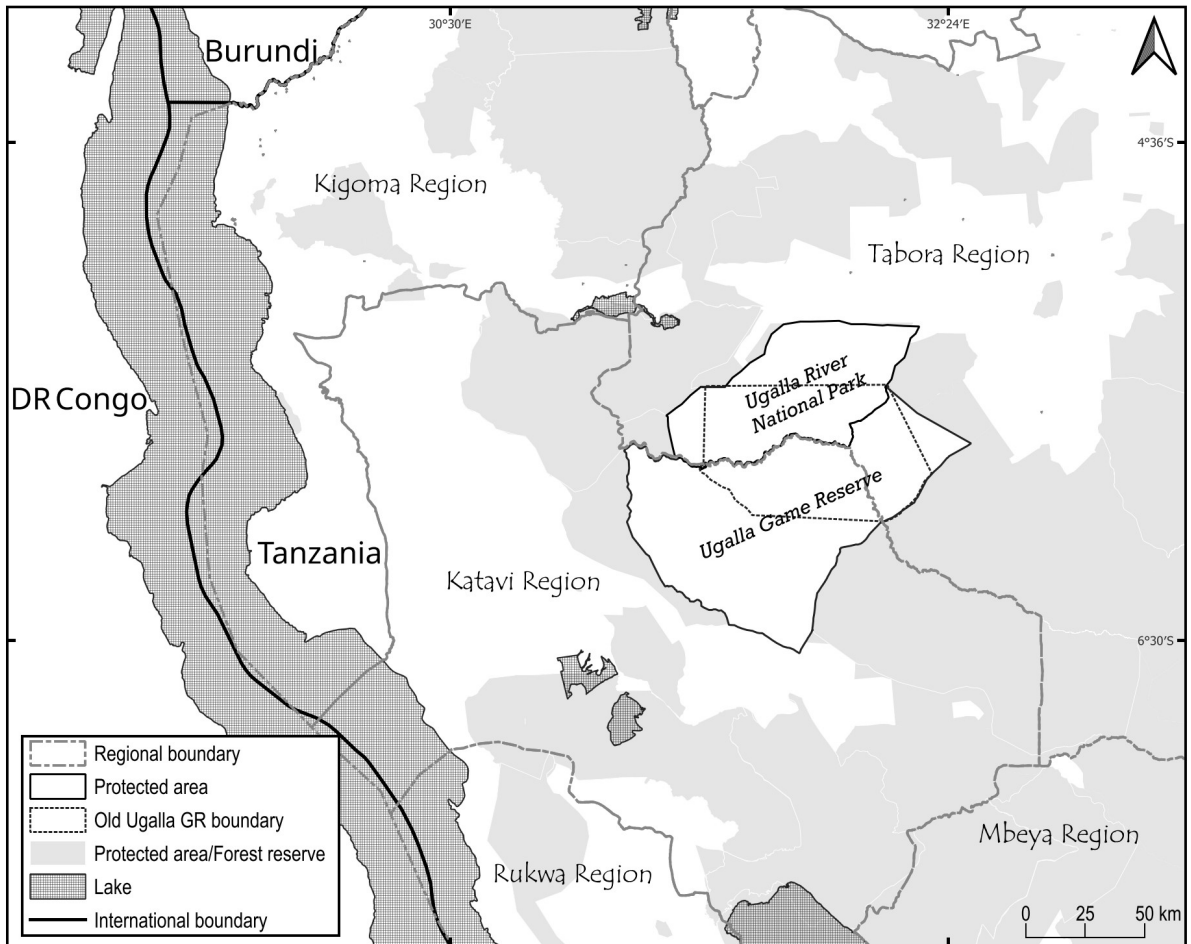 30°30'E
32°24'E
Burundi
4°36'S
Kigoma Region
Tabora Region
Ugalla River
National Park
DR Congo
Ugalla Game Reserve
Tanzania
Katavi Region
6°30'S
Regional boundary
Protected area
Old Ugalla GR boundary
Protected area/Forest reserve
Lake
International boundary
Mbeya Region
Rukwa Region
0 25 50 km